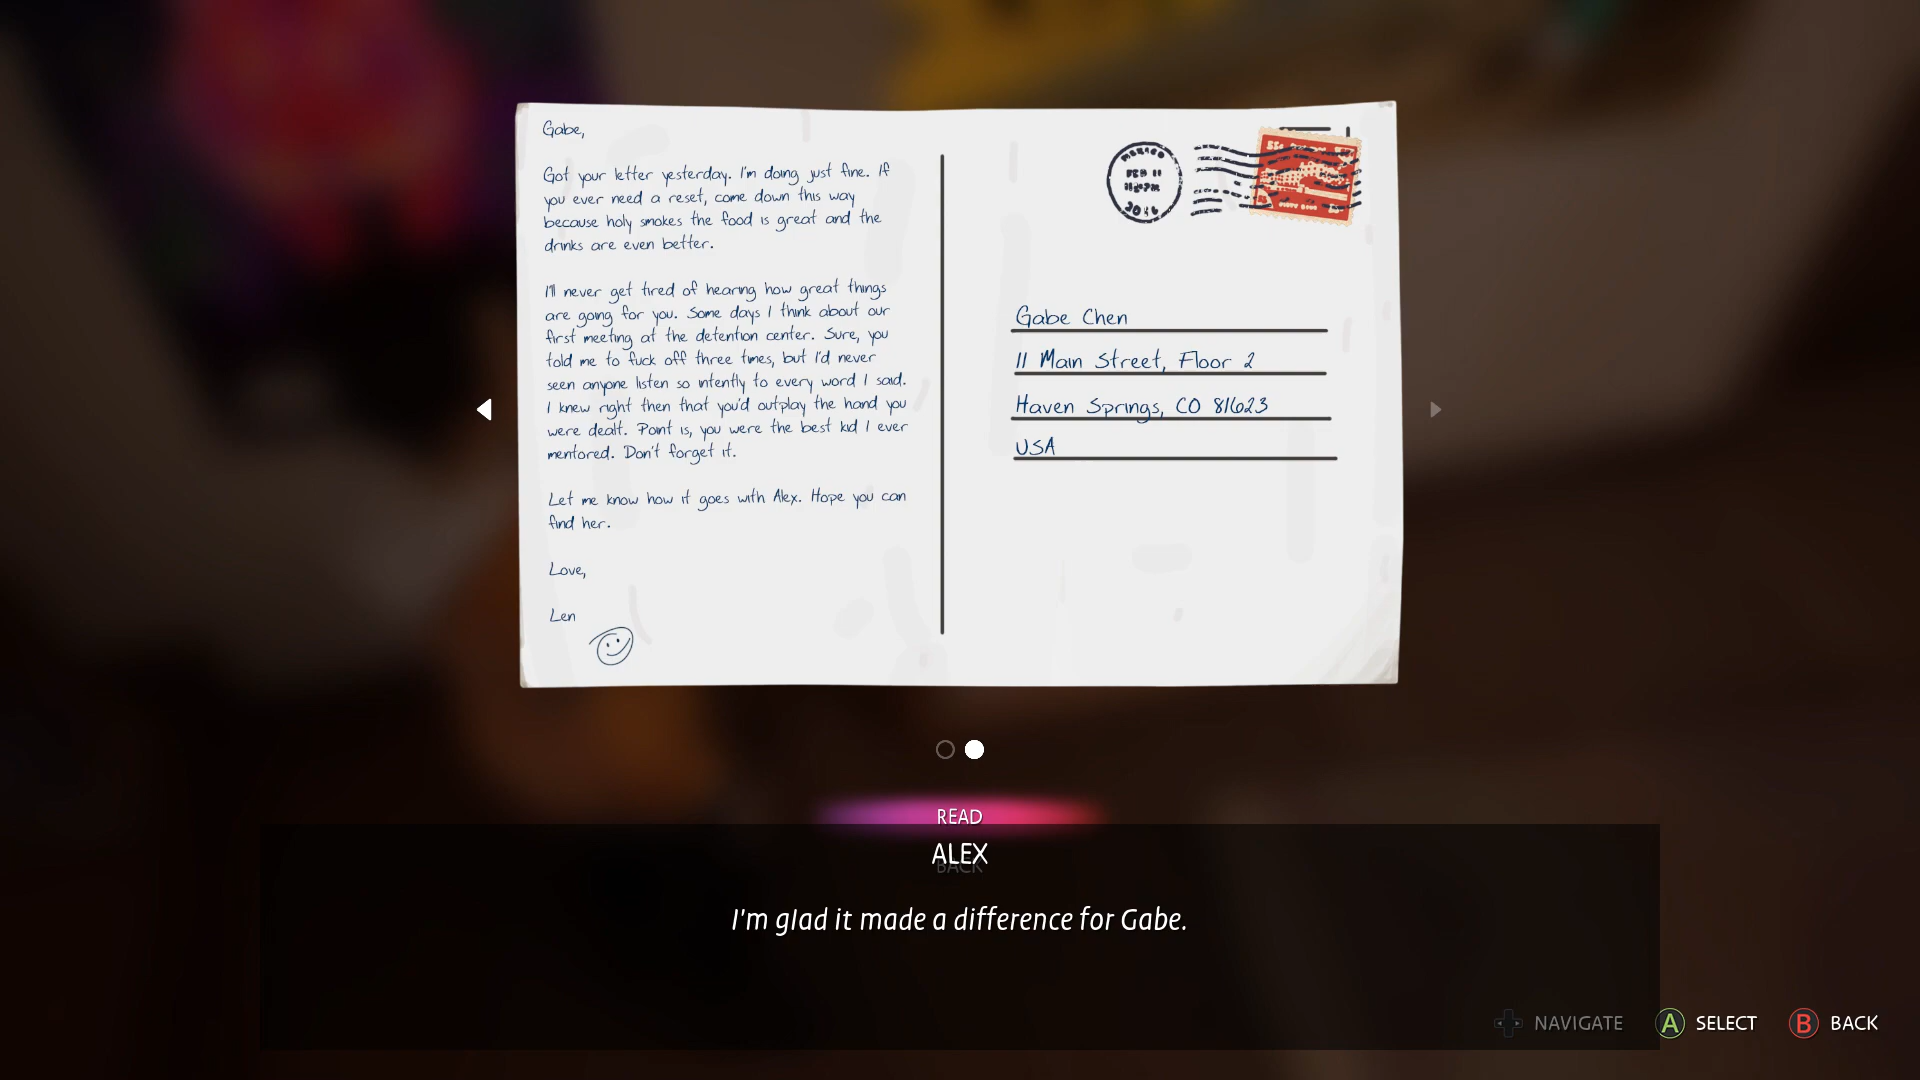 Gabe,
Got your letter yesterday. I'm doing just fine. If
you ever need a reset, come down this way
because holy smokes the food is great and the
drinks are even better.
I'll never get tired of hearing how great things
are going for you. Some days I think about our
first meeting at the detention center. Sure, you
told me to fuck off three times, but I'd never
seen anyone listen so intently to every word I said.
I knew right then that you'd outplay the hand you
were dealt. Point is, you were the best kid I ever
mentored. Don't forget it.
Let me know how it goes with Alex. Hope you can
find her.
Love,
Len
MEXICO
FEB 11
Gabe Chen
11 Main Street, Floor 2
Haven Springs, CO 81623
USA
READ
ALEX
BACK
I'm glad it made a difference for Gabe.
NAVIGATE
A SELECT
B BACK